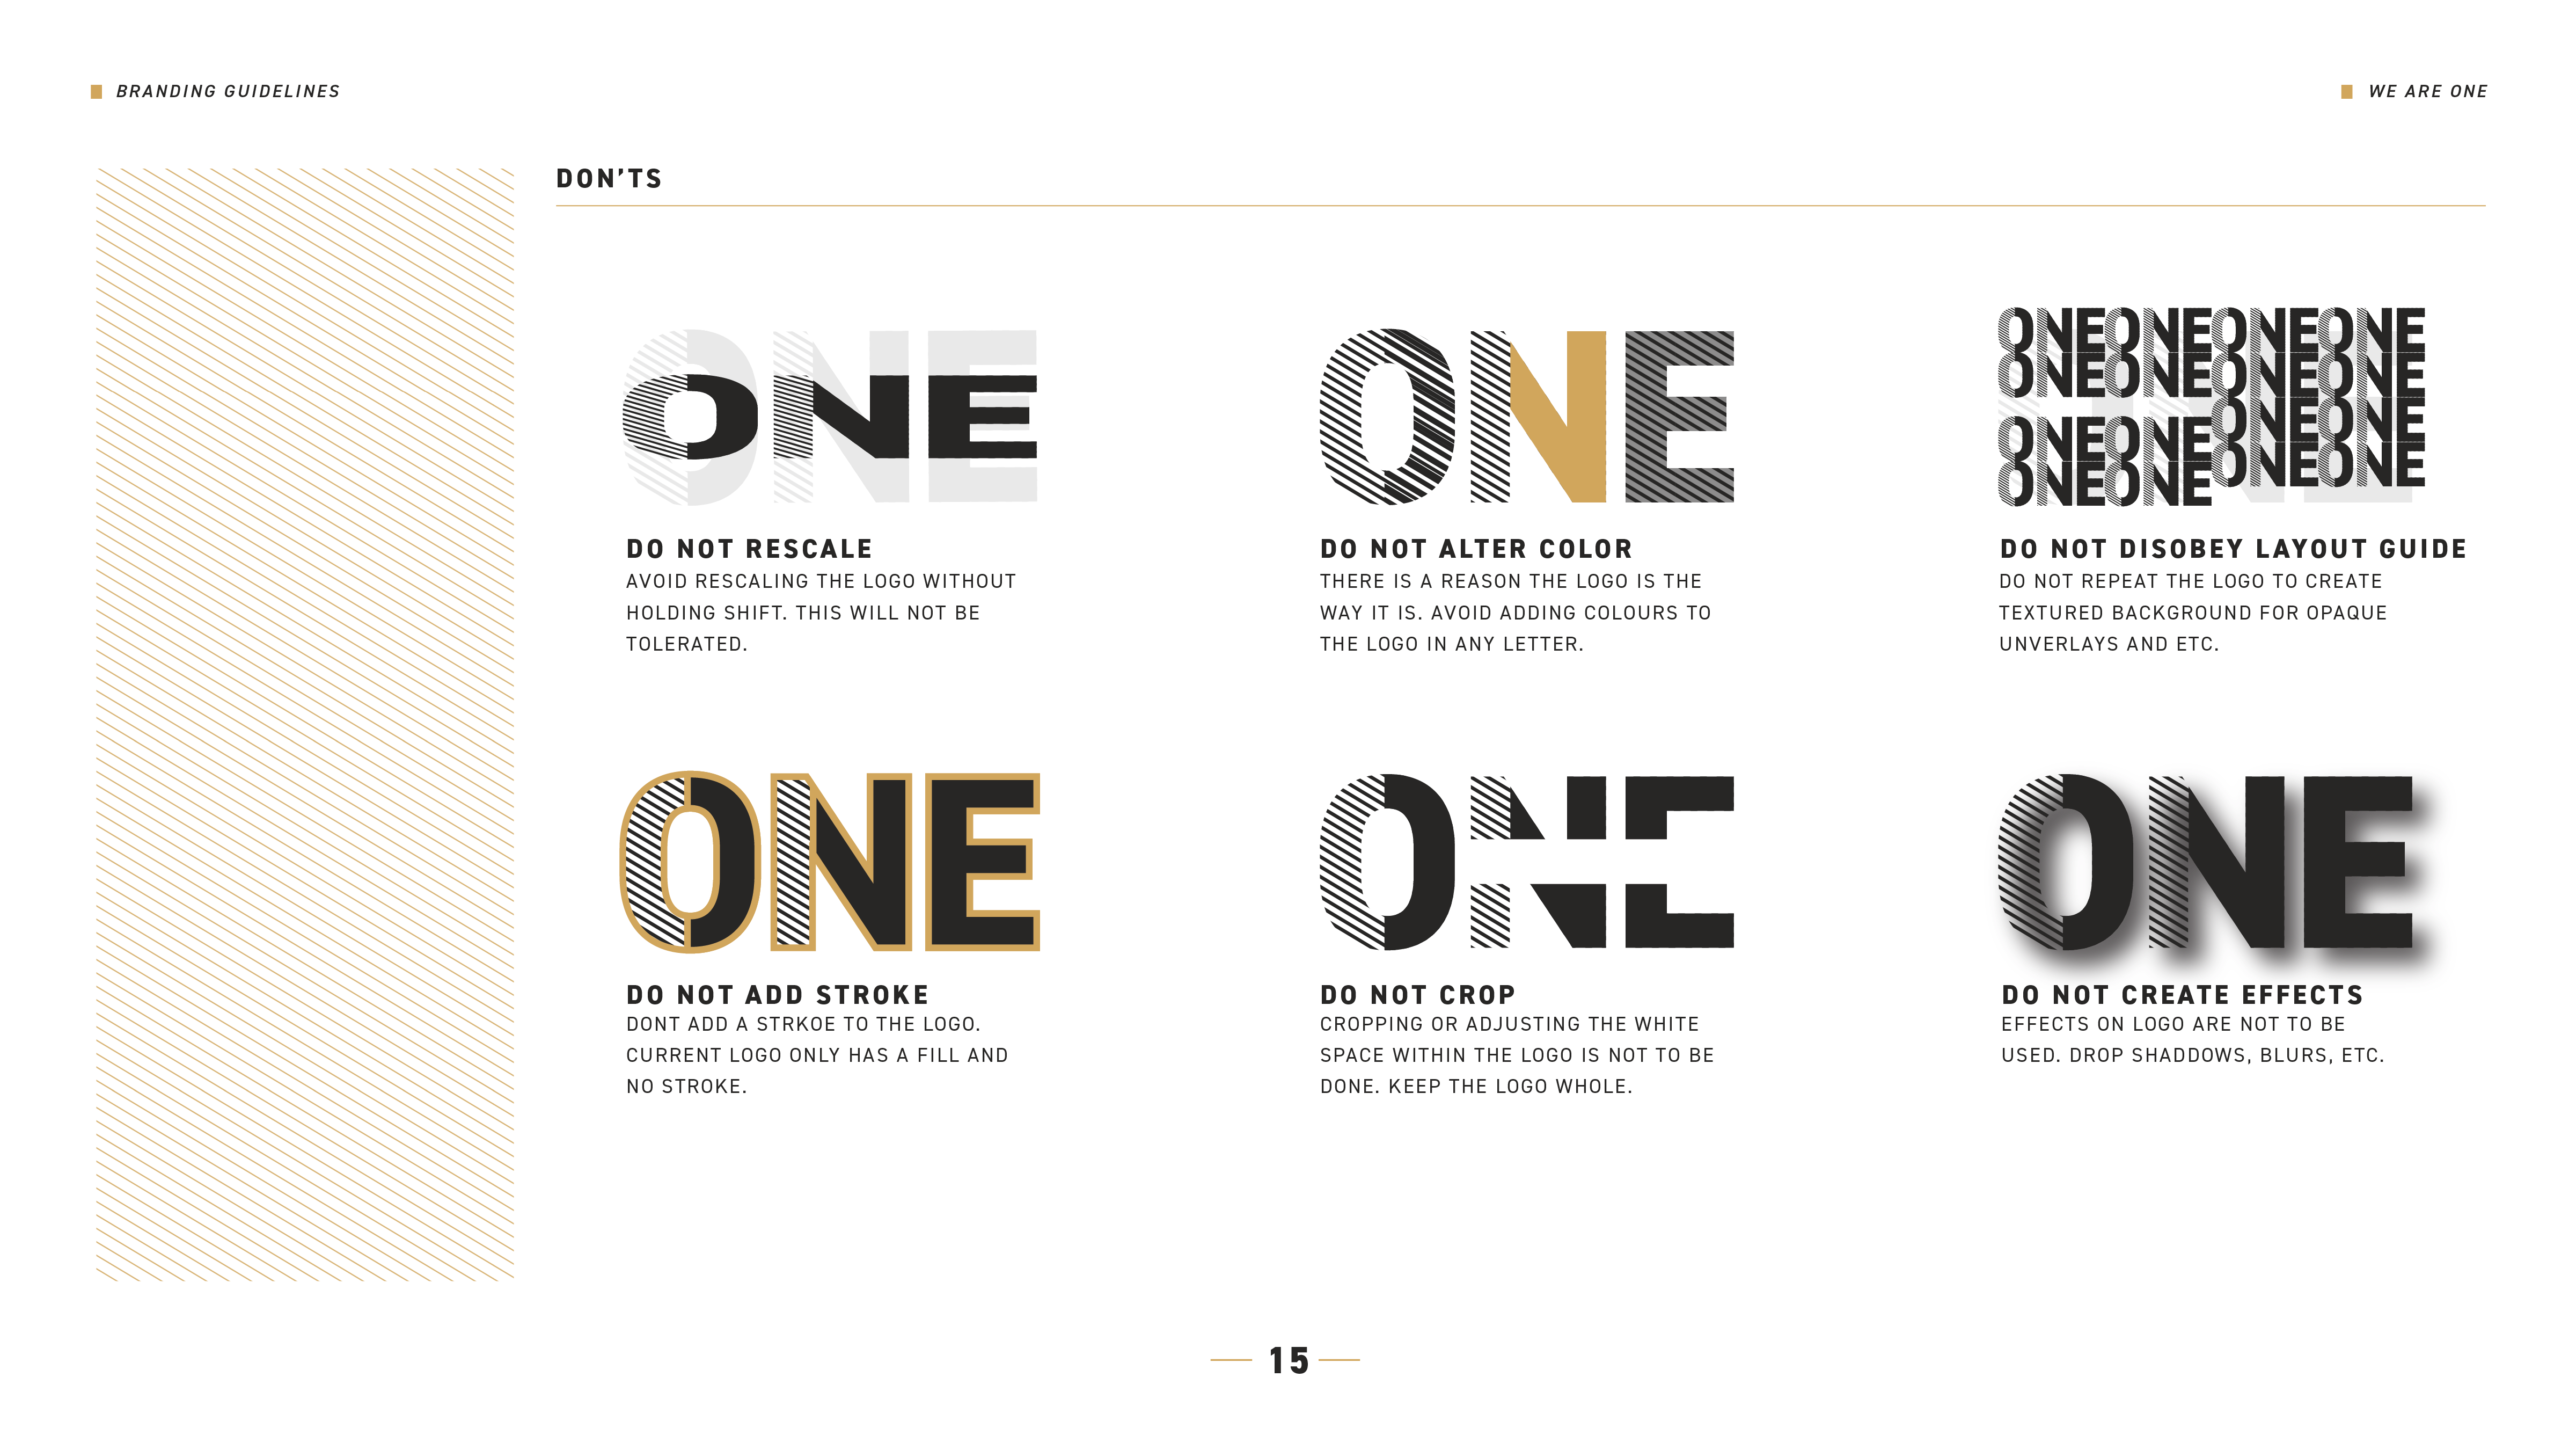 BRANDING GUIDELINES
WE ARE ONE
DON'TS
ONE
DO NOT RESCALE
AVOID RESCALING THE LOGO WITHOUT
HOLDING SHIFT. THIS WILL NOT BE
TOLERATED.
ONE
DO NOT ALTER COLOR
THERE IS A REASON THE LOGO IS THE
WAY IT IS. AVOID ADDING COLOURS TO
THE LOGO IN ANY LETTER.
ONEONEONEONE
ONEONEONEONE
ONEONE
ONEONE
ONEONE
ONEONE
DO NOT DISOBEY LAYOUT GUIDE
DO NOT REPEAT THE LOGO TO CREATE
TEXTURED BACKGROUND FOR OPAQUE
UNVERLAYS AND ETC.
ONE
DO NOT ADD STROKE
DONT ADD A STRKOE TO THE LOGO.
CURRENT LOGO ONLY HAS A FILL AND
NO STROKE.
ONE
DO NOT CROP
CROPPING OR ADJUSTING THE WHITE
SPACE WITHIN THE LOGO IS NOT TO BE
DONE. KEEP THE LOGO WHOLE.
ONE
DO NOT CREATE EFFECTS
EFFECTS ON LOGO ARE NOT TO BE
USED. DROP SHADDOWS, BLURS, ETC.
15